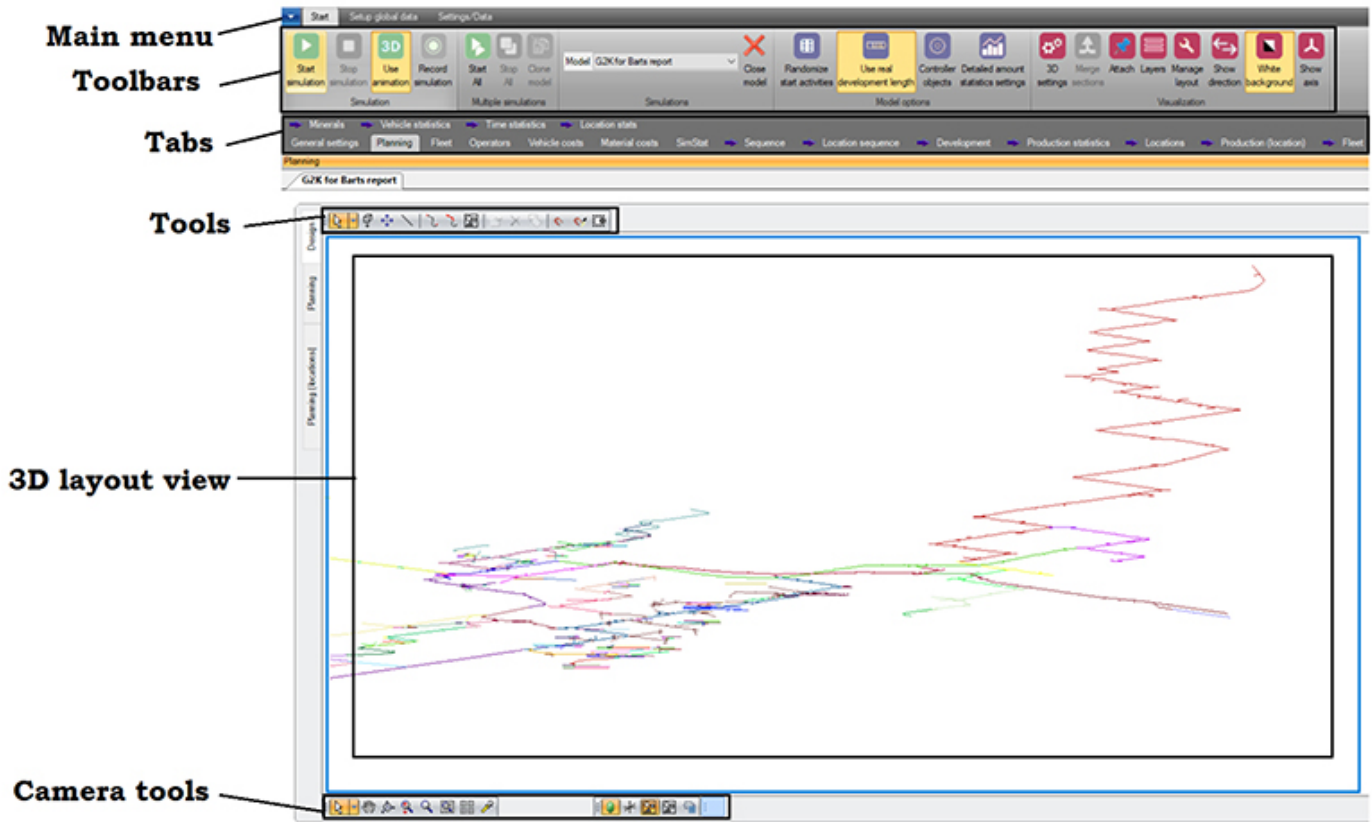 Main menu
Start Setup global data Settings/Data
Toolbars
Start simulation
Stop simulation
3D
Use animation
Record simulation
Simulation
Start All
Stop All
Clone model
Multiple simulations
Model G2K for Barts report
Close model
Simulations
Randomize start activities
Use real development length
Controller objects
Detailed amount statistics settings
Model options
3D settings
Merge sections
Attach
Layers
Manage layout
Show direction
White background
Show axis
Visualization
Tabs
Minerals Vehicle statistics Time statistics Location stats
General settings Planning Fleet Operators Vehicle costs Material costs SimStat Sequence Location sequence Development Production statistics Locations Production (location) Fleet
Planning
G2K for Barts report
Tools
Design
Planning
Planning (locations)
3D layout view
Camera tools